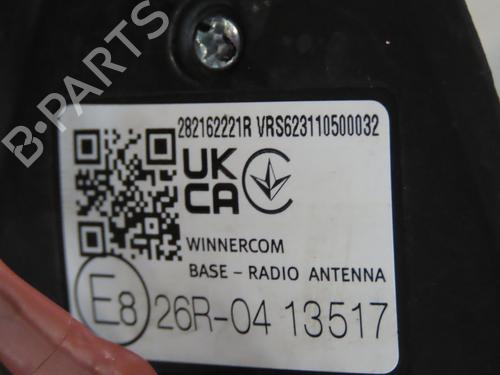 282162221R VRS623110500032
UK
CA
WINNERCOM
BASE – RADIO ANTENNA
E8 26R-04 13517
B-PARTS